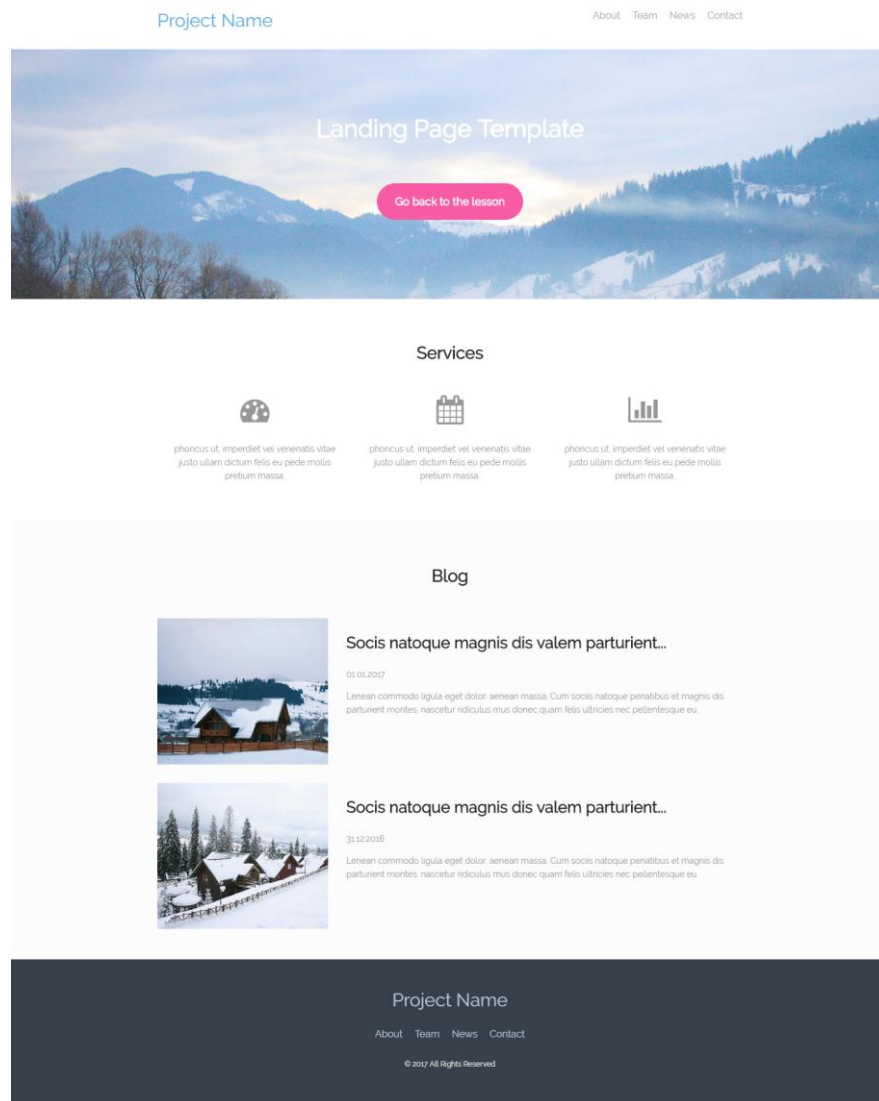 Project Name
About Team News Contact
Landing Page Template
Go back to the lesson
Services
phoncus ut, imperdiet vel venenatis vitae
justo ullam dictum felis eu pede mollis
pretium massa.
phoncus ut, imperdiet vel venenatis vitae
justo ullam dictum felis eu pede mollis
pretium massa.
phoncus ut, imperdiet vel venenatis vitae
justo ullam dictum felis eu pede mollis
pretium massa.
Blog
Socis natoque magnis dis valem parturient...
01.01.2017
Lenean commodo ligula eget dolor, aenean massa. Cum sociis natoque penatibus et magnis dis
parturient montes, nascetur ridiculus mus donec quam felis ultricies nec pellentesque eu.
Socis natoque magnis dis valem parturient...
31.12.2016
Lenean commodo ligula eget dolor, aenean massa. Cum sociis natoque penatibus et magnis dis
parturient montes, nascetur ridiculus mus donec quam felis ultricies nec pellentesque eu.
Project Name
About Team News Contact
© 2017 All Rights Reserved